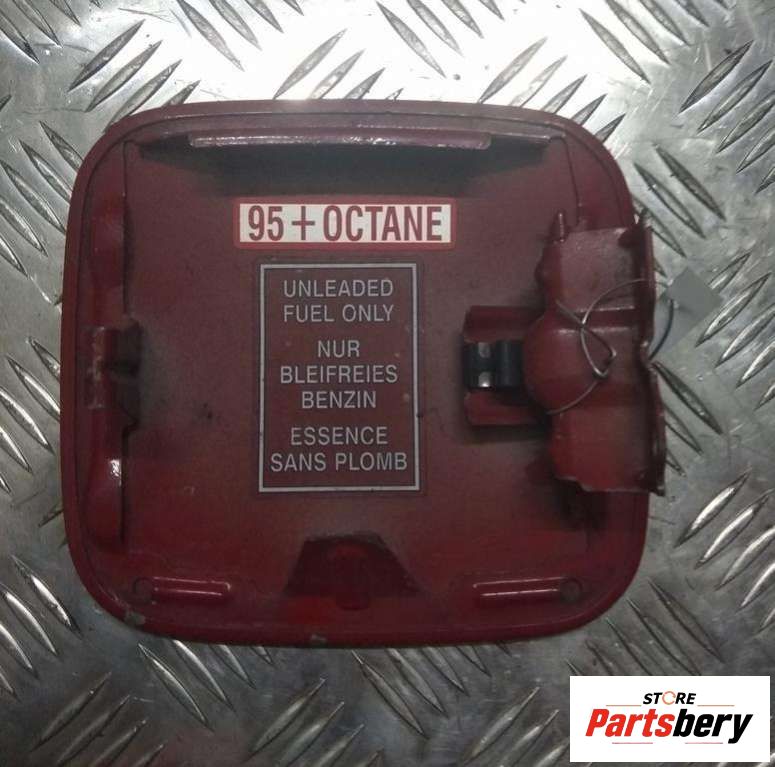 95+OCTANE
UNLEADED
FUEL ONLY
NUR
BLEIFREIES
BENZIN
ESSENCE
SANS PLOMB
STORE
Partsbery